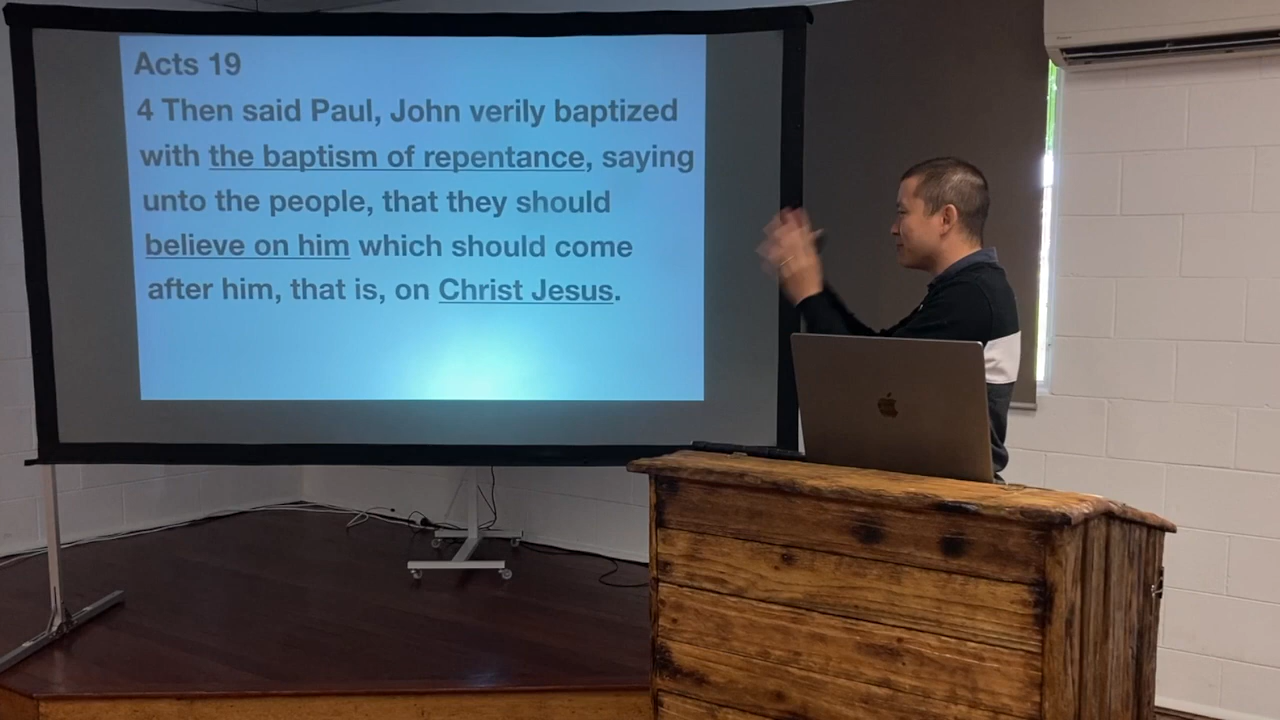 Acts 19
4 Then said Paul, John verily baptized
with the baptism of repentance, saying
unto the people, that they should
believe on him which should come
after him, that is, on Christ Jesus.